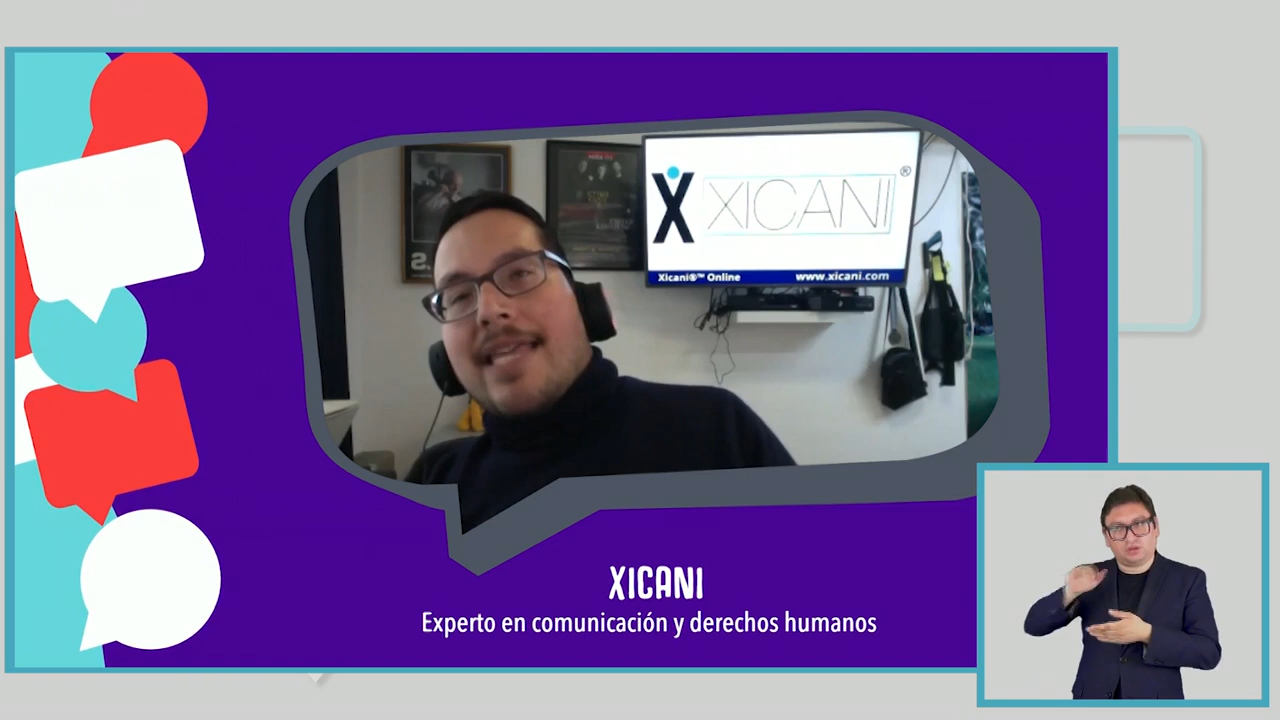 XICANI
®
Xicani®™ Online
www.xicani.com
XICANI
Experto en comunicación y derechos humanos